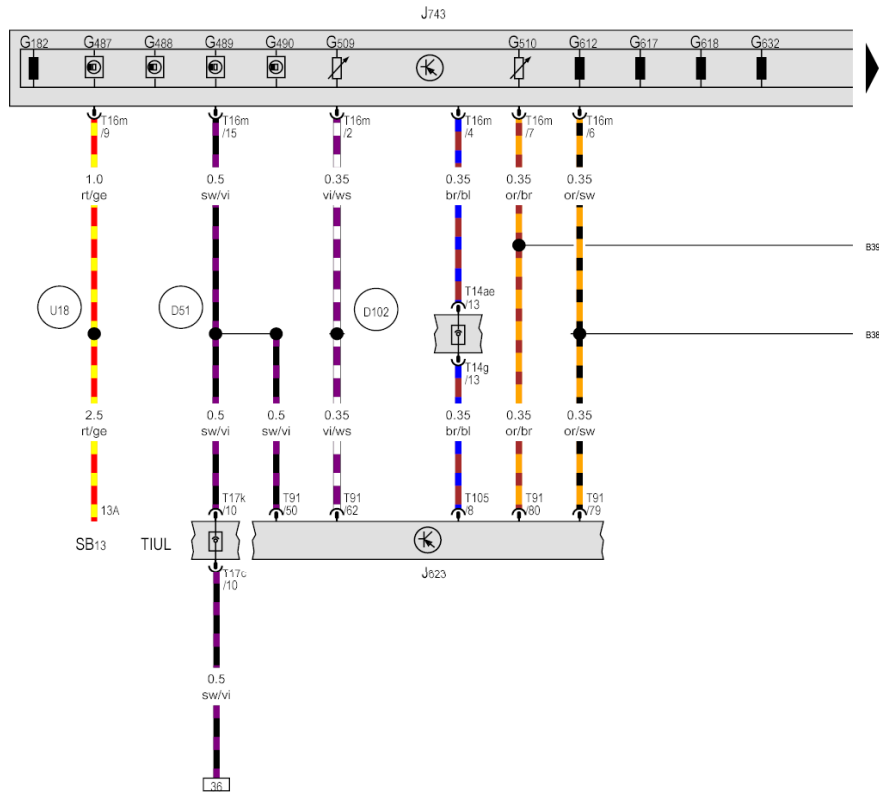 J743
G182 G487 G488 G489 G490 G509 G510 G612 G617 G618 G632
T16m T16m T16m T16m T16m T16m
/9 /15 /2 /4 /7 /6
1.0 0.5 0.35 0.35 0.35 0.35
rt/ge sw/vi vi/ws br/bl or/br or/sw
B39
T14ae
/13
U18 D51 D102
B38
T14g
/13
2.5 0.5 0.5 0.35 0.35 0.35 0.35
rt/ge sw/vi sw/vi vi/ws br/bl or/br or/sw
13A T17k T91 T91 T105 T91 T91
/10 /50 /62 /8 /80 /79
SB13 TIUL
T17c J623
/10
0.5
sw/vi
36